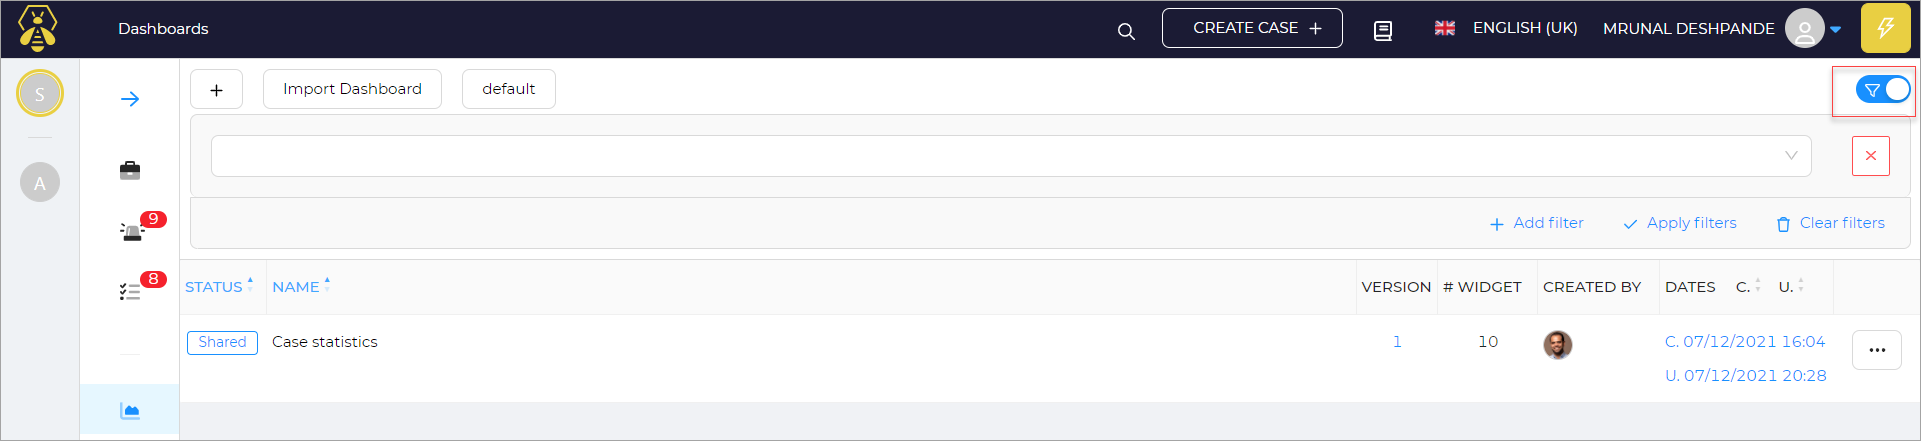 Dashboards
CREATE CASE +
ENGLISH (UK)
MRUNAL DESHPANDE
S
A
+
Import Dashboard
default
9
8
+ Add filter
Apply filters
Clear filters
STATUS NAME VERSION # WIDGET CREATED BY DATES C. U.
Shared Case statistics 1 10 C. 07/12/2021 16:04
U. 07/12/2021 20:28